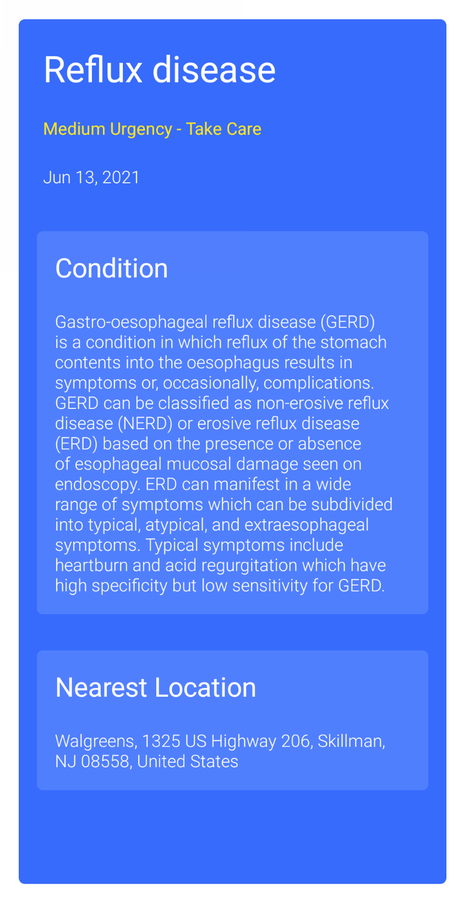 Reflux disease
Medium Urgency - Take Care
Jun 13, 2021
Condition
Gastro-oesophageal reflux disease (GERD)
is a condition in which reflux of the stomach
contents into the oesophagus results in
symptoms or, occasionally, complications.
GERD can be classified as non-erosive reflux
disease (NERD) or erosive reflux disease
(ERD) based on the presence or absence
of esophageal mucosal damage seen on
endoscopy. ERD can manifest in a wide
range of symptoms which can be subdivided
into typical, atypical, and extraesophageal
symptoms. Typical symptoms include
heartburn and acid regurgitation which have
high specificity but low sensitivity for GERD.
Nearest Location
Walgreens, 1325 US Highway 206, Skillman,
NJ 08558, United States